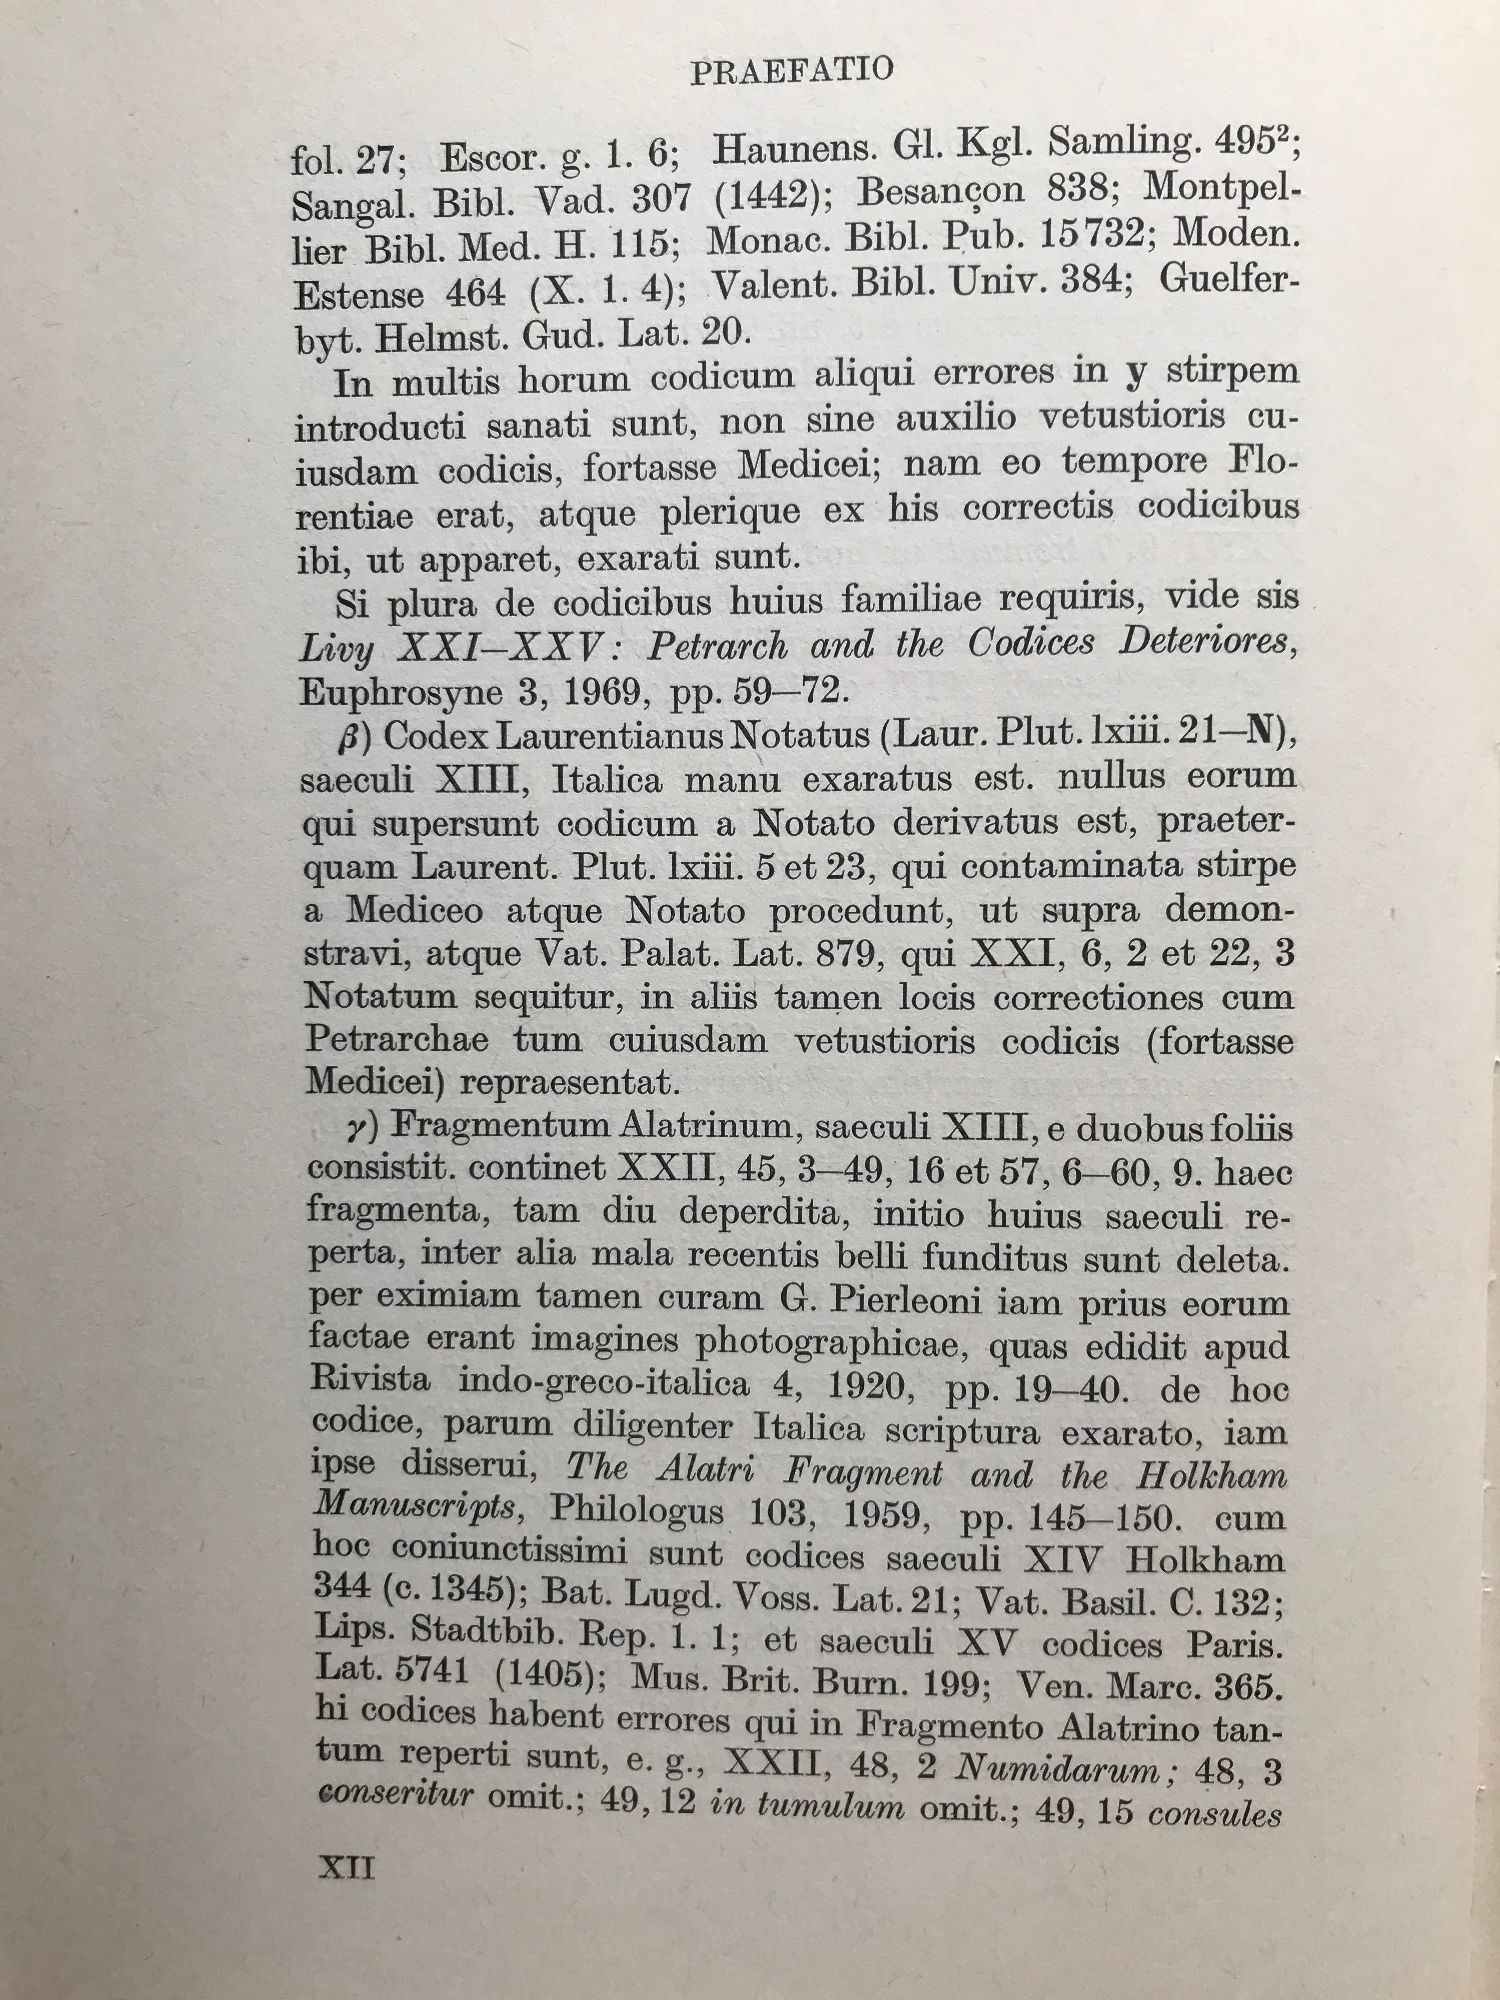 PRAEFATIO
fol. 27; Escor. g. 1. 6; Haunens. Gl. Kgl. Samling. 495²;
Sangal. Bibl. Vad. 307 (1442); Besançon 838; Montpel-
lier Bibl. Med. H. 115; Monac. Bibl. Pub. 15732; Moden.
Estense 464 (X. 1. 4); Valent. Bibl. Univ. 384; Guelfer-
byt. Helmst. Gud. Lat. 20.
In multis horum codicum aliqui errores in y stirpem
introducti sanati sunt, non sine auxilio vetustioris cu-
iusdam codicis, fortasse Medicei; nam eo tempore Flo-
rentiae erat, atque plerique ex his correctis codicibus
ibi, ut apparet, exarati sunt.
Si plura de codicibus huius familiae requiris, vide sis
Livy XXI—XXV: Petrarch and the Codices Deteriores,
Euphrosyne 3, 1969, pp. 59—72.
β) Codex Laurentianus Notatus (Laur. Plut. lxiii. 21—N),
saeculi XIII, Italica manu exaratus est. nullus eorum
qui supersunt codicum a Notato derivatus est, praeter-
quam Laurent. Plut. lxiii. 5 et 23, qui contaminata stirpe
a Mediceo atque Notato procedunt, ut supra demon-
stravi, atque Vat. Palat. Lat. 879, qui XXI, 6, 2 et 22, 3
Notatum sequitur, in aliis tamen locis correctiones cum
Petrarchae tum cuiusdam vetustioris codicis (fortasse
Medicei) repraesentat.
γ) Fragmentum Alatrinum, saeculi XIII, e duobus foliis
consistit. continet XXII, 45, 3—49, 16 et 57, 6—60, 9. haec
fragmenta, tam diu deperdita, initio huius saeculi re-
perta, inter alia mala recentis belli funditus sunt deleta.
per eximiam tamen curam G. Pierleoni iam prius eorum
factae erant imagines photographicae, quas edidit apud
Rivista indo-greco-italica 4, 1920, pp. 19—40. de hoc
codice, parum diligenter Italica scriptura exarato, iam
ipse disserui, The Alatri Fragment and the Holkham
Manuscripts, Philologus 103, 1959, pp. 145—150. cum
hoc coniunctissimi sunt codices saeculi XIV Holkham
344 (c. 1345); Bat. Lugd. Voss. Lat. 21; Vat. Basil. C. 132;
Lips. Stadtbib. Rep. 1. 1; et saeculi XV codices Paris.
Lat. 5741 (1405); Mus. Brit. Burn. 199; Ven. Marc. 365.
hi codices habent errores qui in Fragmento Alatrino tan-
tum reperti sunt, e. g., XXII, 48, 2 Numidarum; 48, 3
conseritur omit.; 49, 12 in tumulum omit.; 49, 15 consules
XII